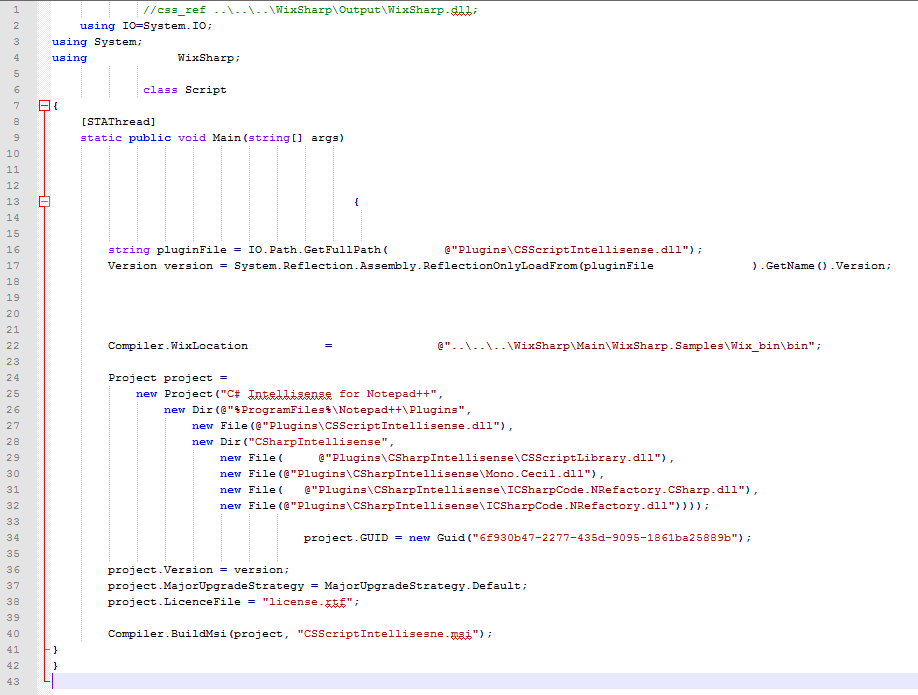 1 //css_ref ..\..\..\WixSharp\Output\WixSharp.dll;
2 using IO=System.IO;
3 using System;
4 using WixSharp;
5
6 class Script
7 {
8 [STAThread]
9 static public void Main(string[] args)
10
11
12
13 {
14
15
16 string pluginFile = IO.Path.GetFullPath( @"Plugins\CSScriptIntellisense.dll");
17 Version version = System.Reflection.Assembly.ReflectionOnlyLoadFrom(pluginFile ).GetName().Version;
18
19
20
21
22 Compiler.WixLocation = @"..\..\..\WixSharp\Main\WixSharp.Samples\Wix_bin\bin";
23
24 Project project =
25 new Project("C# Intellisense for Notepad++",
26 new Dir(@"%ProgramFiles%\Notepad++\Plugins",
27 new File(@"Plugins\CSScriptIntellisense.dll"),
28 new Dir("CSharpIntellisense",
29 new File( @"Plugins\CSharpIntellisense\CSScriptLibrary.dll"),
30 new File(@"Plugins\CSharpIntellisense\Mono.Cecil.dll"),
31 new File( @"Plugins\CSharpIntellisense\ICSharpCode.NRefactory.CSharp.dll"),
32 new File(@"Plugins\CSharpIntellisense\ICSharpCode.NRefactory.dll"))));
33
34 project.GUID = new Guid("6f930b47-2277-435d-9095-1861ba25889b");
35
36 project.Version = version;
37 project.MajorUpgradeStrategy = MajorUpgradeStrategy.Default;
38 project.LicenceFile = "license.rtf";
39
40 Compiler.BuildMsi(project, "CSScriptIntellisesne.msi");
41 }
42 }
43